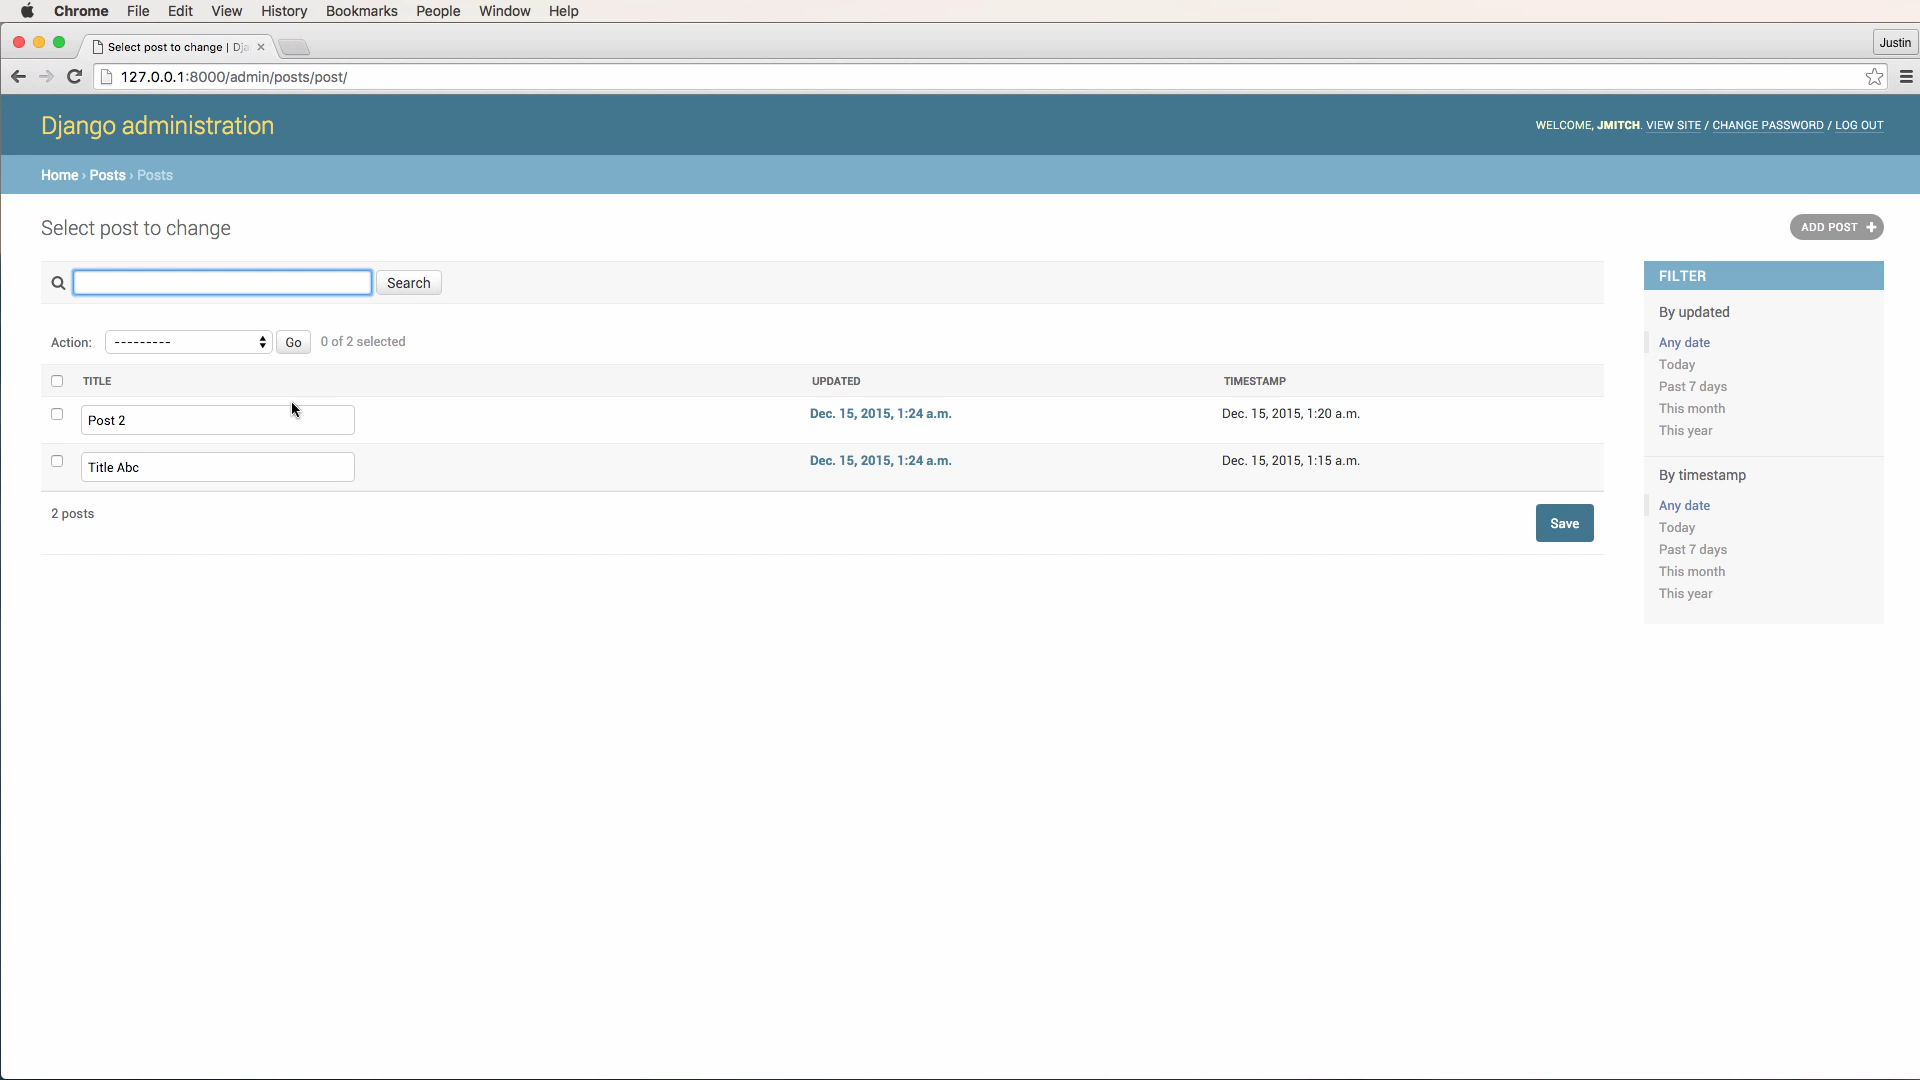 Chrome File Edit View History Bookmarks People Window Help
Select post to change | Dja
Justin
127.0.0.1:8000/admin/posts/post/
Django administration
WELCOME, JMITCH. VIEW SITE / CHANGE PASSWORD / LOG OUT
Home › Posts › Posts
Select post to change
ADD POST +
Search
Action: --------- Go 0 of 2 selected
TITLE UPDATED TIMESTAMP
Post 2 Dec. 15, 2015, 1:24 a.m. Dec. 15, 2015, 1:20 a.m.
Title Abc Dec. 15, 2015, 1:24 a.m. Dec. 15, 2015, 1:15 a.m.
2 posts
Save
FILTER
By updated
Any date
Today
Past 7 days
This month
This year
By timestamp
Any date
Today
Past 7 days
This month
This year